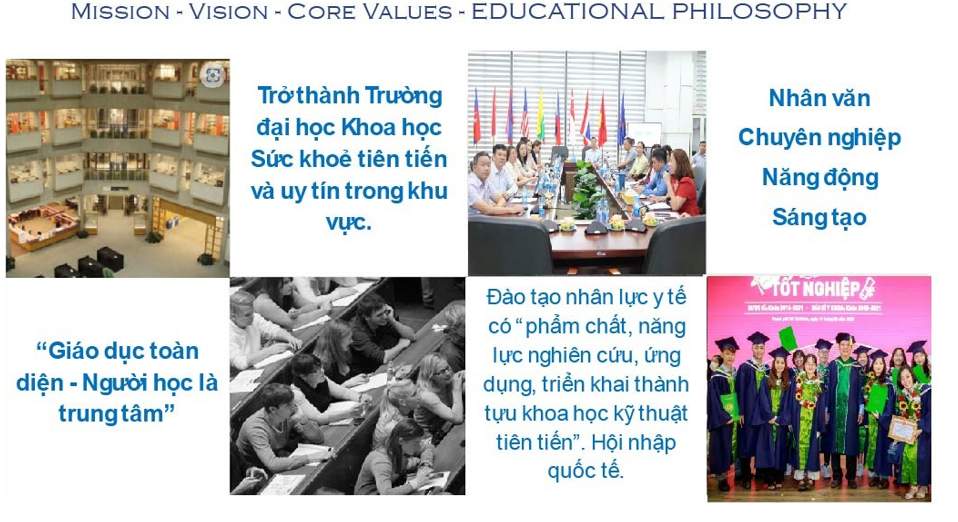 MISSION - VISION - CORE VALUES - EDUCATIONAL PHILOSOPHY
Trở thành Trường
đại học Khoa học
Sức khoẻ tiên tiến
và uy tín trong khu
vực.
Nhân văn
Chuyên nghiệp
Năng động
Sáng tạo
“Giáo dục toàn
diện - Người học là
trung tâm”
Đào tạo nhân lực y tế
có “phẩm chất, năng
lực nghiên cứu, ứng
dụng, triển khai thành
tựu khoa học kỹ thuật
tiên tiến”. Hội nhập
quốc tế.
TỐT NGHIỆP